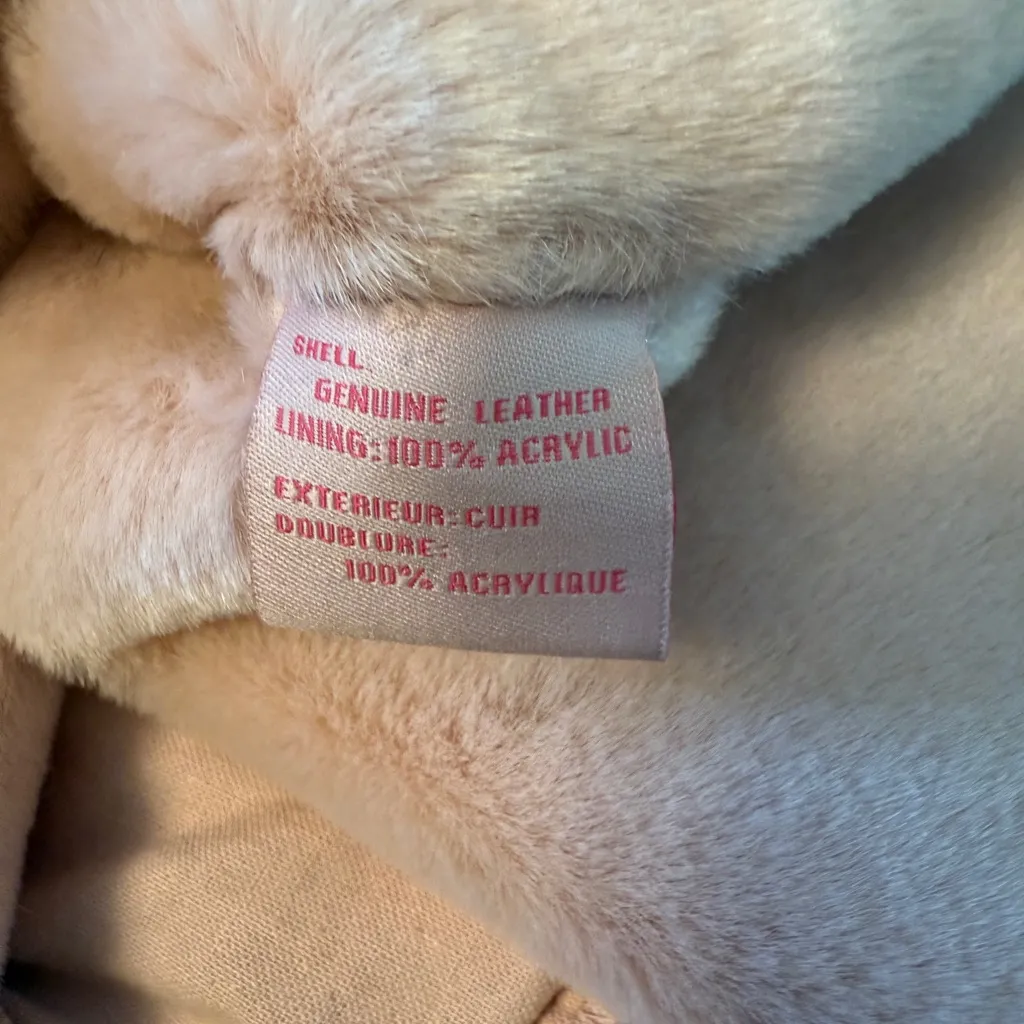 SHELL
GENUINE LEATHER
LINING:100% ACRYLIC
EXTERIEUR:CUIR
DOUBLURE:
100% ACRYLIQUE